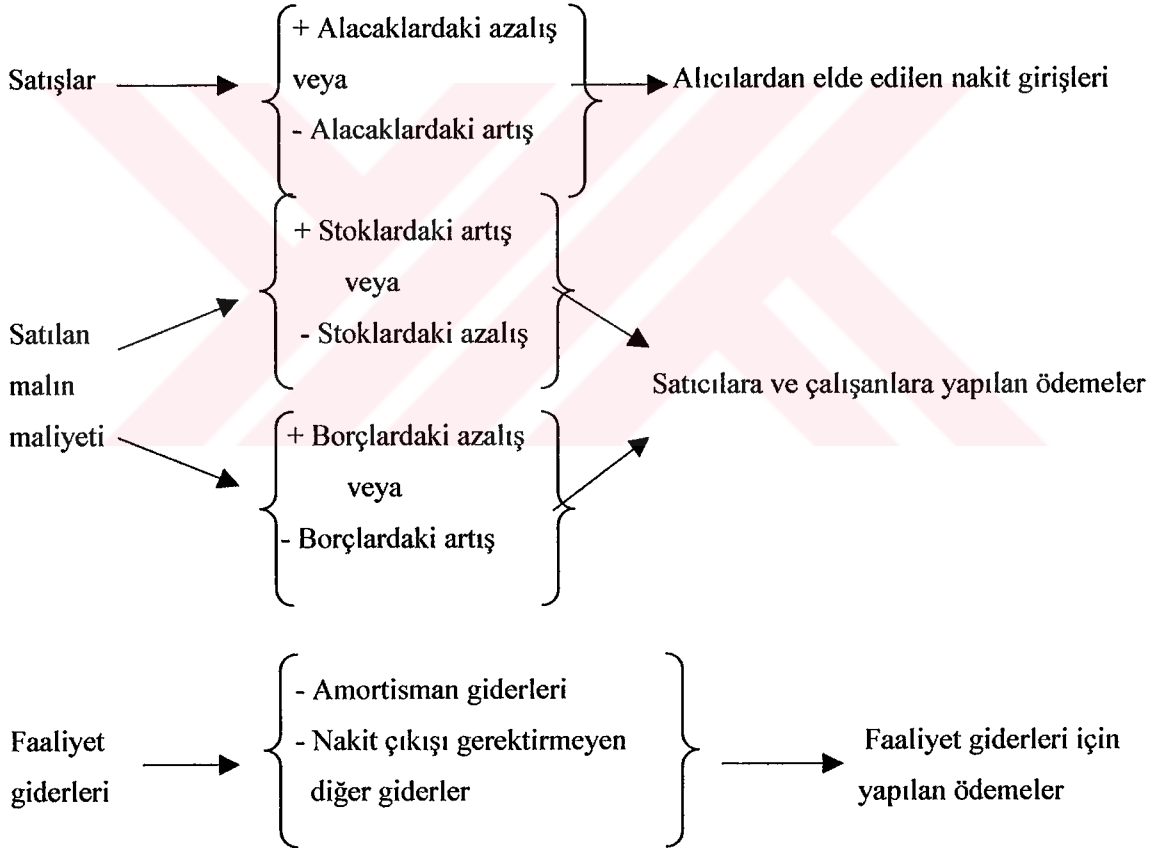 Satışlar
+ Alacaklardaki azalış
veya
- Alacaklardaki artış
Alıcılardan elde edilen nakit girişleri
Satılan
malın
maliyeti
+ Stoklardaki artış
veya
- Stoklardaki azalış
+ Borçlardaki azalış
veya
- Borçlardaki artış
Satıcılara ve çalışanlara yapılan ödemeler
Faaliyet
giderleri
- Amortisman giderleri
- Nakit çıkışı gerektirmeyen
diğer giderler
Faaliyet giderleri için
yapılan ödemeler